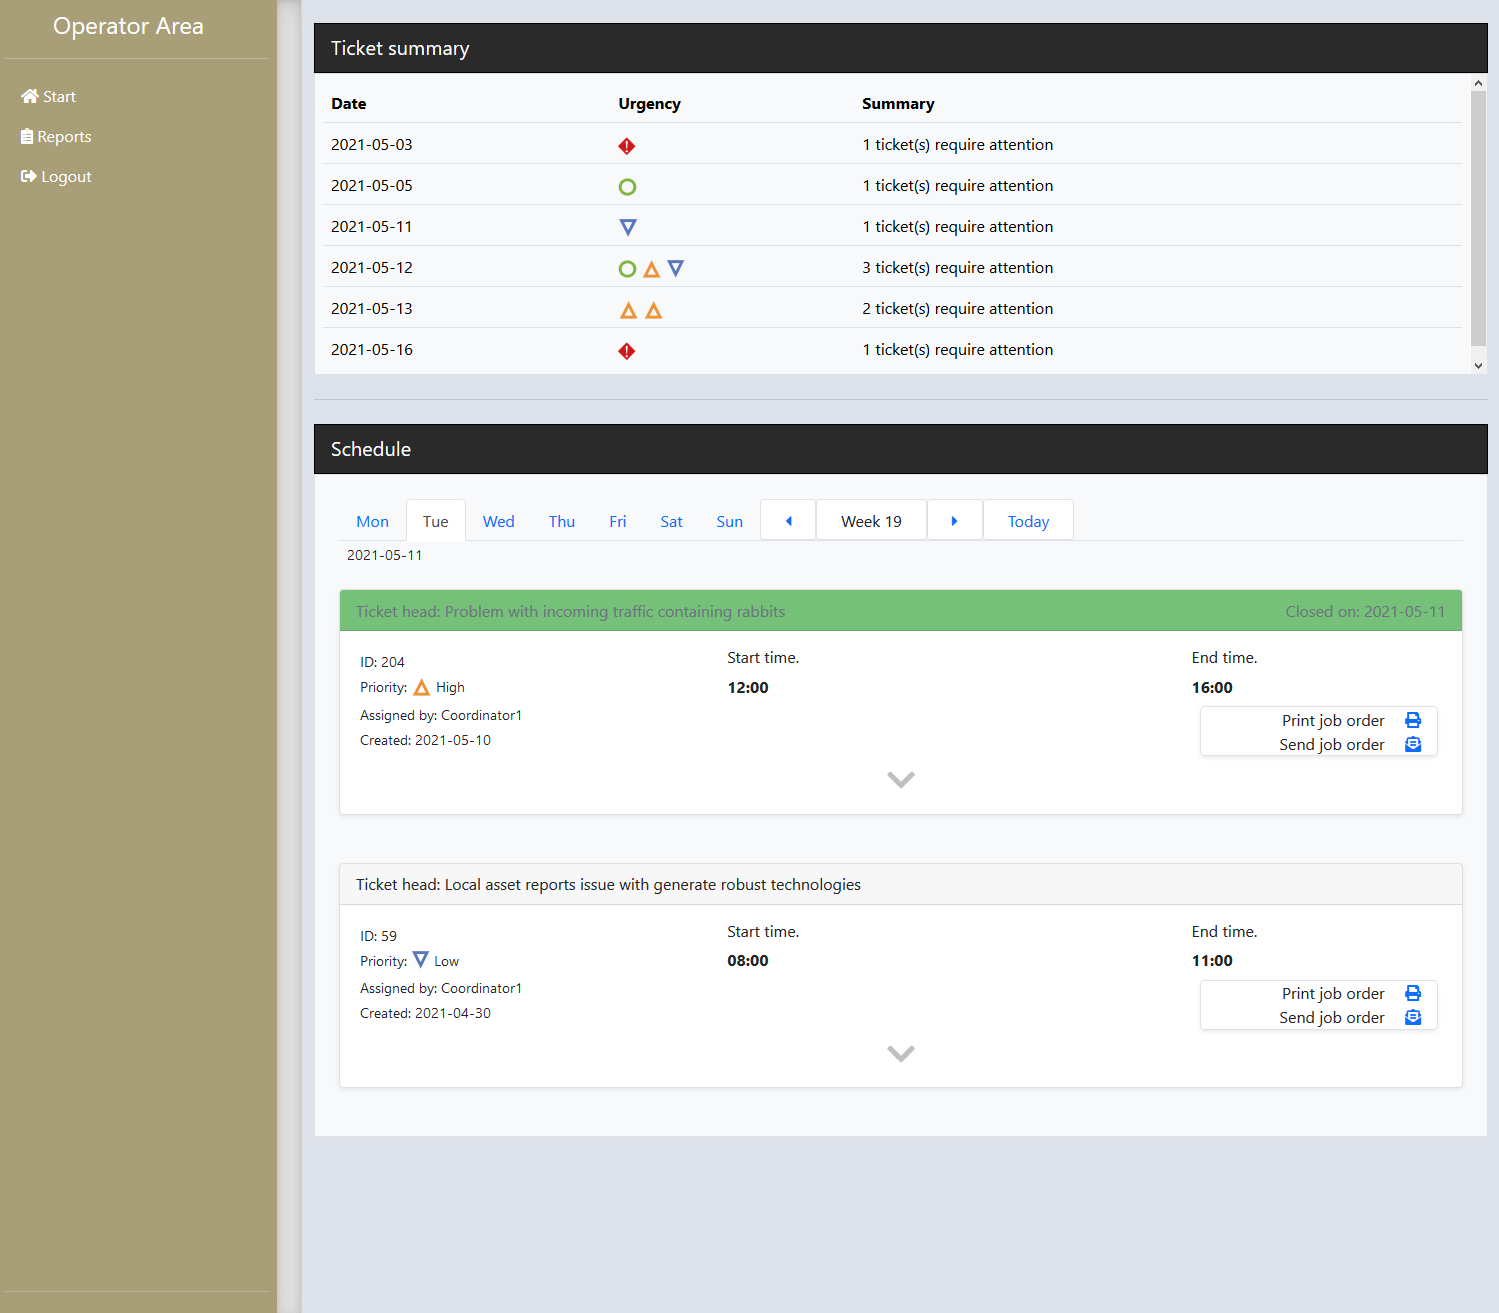 Operator Area
Start
Reports
Logout
Ticket summary
Date Urgency Summary
2021-05-03 1 ticket(s) require attention
2021-05-05 1 ticket(s) require attention
2021-05-11 1 ticket(s) require attention
2021-05-12 3 ticket(s) require attention
2021-05-13 2 ticket(s) require attention
2021-05-16 1 ticket(s) require attention
Schedule
Mon Tue Wed Thu Fri Sat Sun Week 19 Today
2021-05-11
Ticket head: Problem with incoming traffic containing rabbits Closed on: 2021-05-11
ID: 204 Start time. End time.
Priority: High 12:00 16:00
Assigned by: Coordinator1 Print job order
Created: 2021-05-10 Send job order
Ticket head: Local asset reports issue with generate robust technologies
ID: 59 Start time. End time.
Priority: Low 08:00 11:00
Assigned by: Coordinator1 Print job order
Created: 2021-04-30 Send job order